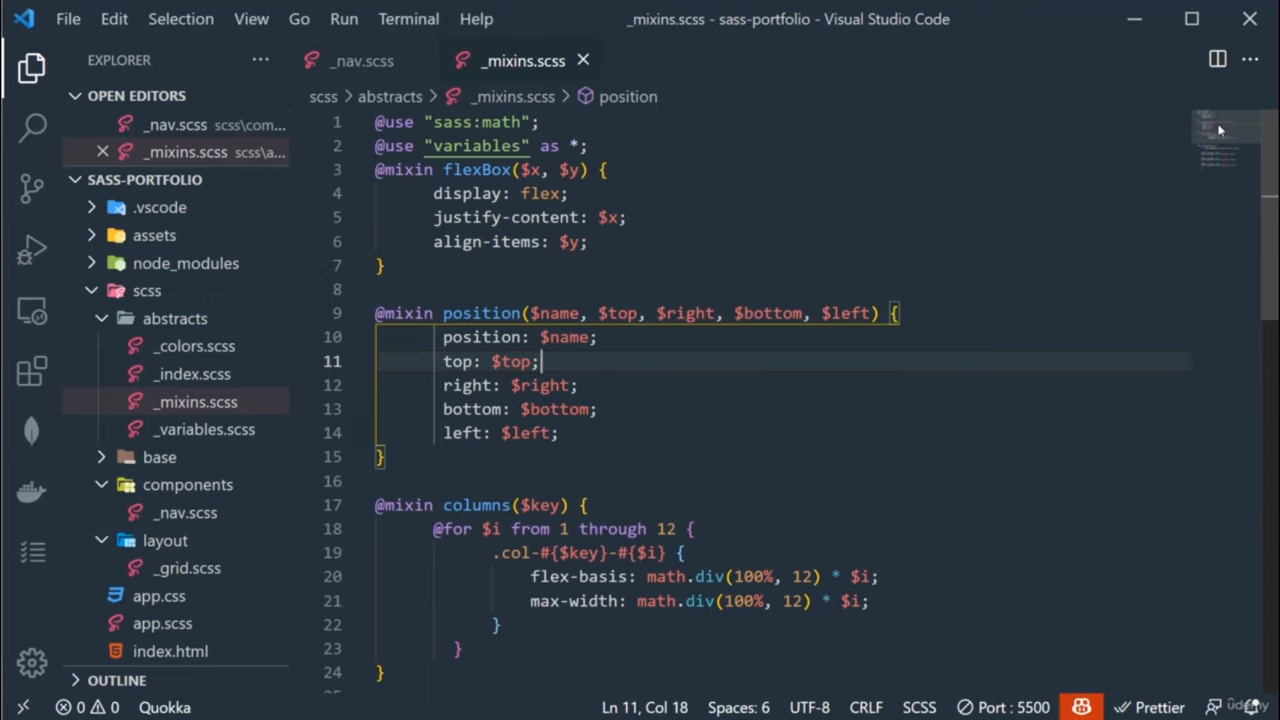 File Edit Selection View Go Run Terminal Help _mixins.scss - sass-portfolio - Visual Studio Code
EXPLORER
_nav.scss
_mixins.scss
OPEN EDITORS
_nav.scss scss\com...
_mixins.scss scss\a...
SASS-PORTFOLIO
.vscode
assets
node_modules
scss
abstracts
_colors.scss
_index.scss
_mixins.scss
_variables.scss
base
components
_nav.scss
layout
_grid.scss
app.css
app.scss
index.html
OUTLINE
scss > abstracts > _mixins.scss > position
1 @use "sass:math";
2 @use "variables" as *;
3 @mixin flexBox($x, $y) {
4 display: flex;
5 justify-content: $x;
6 align-items: $y;
7 }
8
9 @mixin position($name, $top, $right, $bottom, $left) {
10 position: $name;
11 top: $top;
12 right: $right;
13 bottom: $bottom;
14 left: $left;
15 }
16
17 @mixin columns($key) {
18 @for $i from 1 through 12 {
19 .col-#{$key}-#{$i} {
20 flex-basis: math.div(100%, 12) * $i;
21 max-width: math.div(100%, 12) * $i;
22 }
23 }
24 }
0 0 Quokka Ln 11, Col 18 Spaces: 6 UTF-8 CRLF SCSS Port : 5500 Prettier
udemy